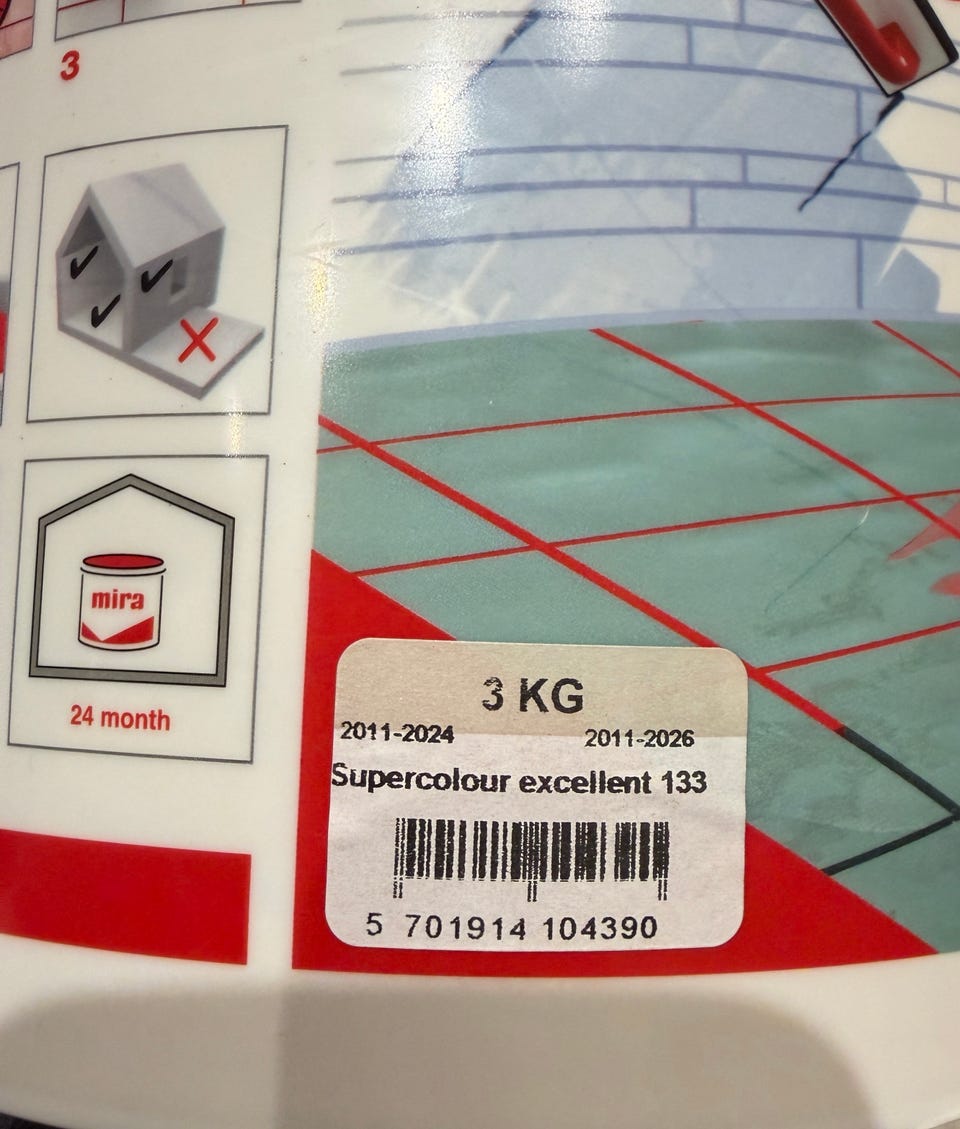 3
mira
24 month
3 KG
2011-2024 2011-2026
Supercolour excellent 133
5 701914 104390